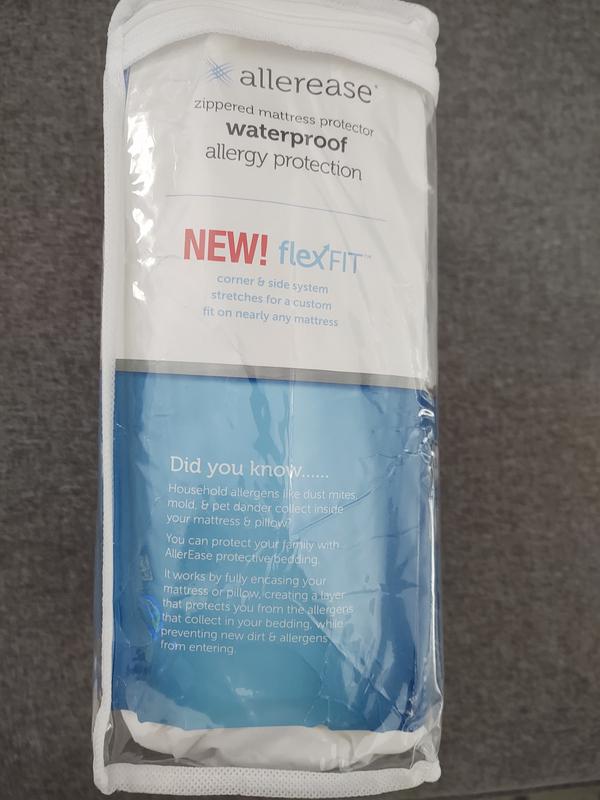 allerease®
zippered mattress protector
waterproof
allergy protection
NEW! flexFIT™
corner & side system
stretches for a custom
fit on nearly any mattress
Did you know......
Household allergens like dust mites,
mold, & pet dander collect inside
your mattress & pillow?
You can protect your family with
AllerEase protective bedding.
It works by fully encasing your
mattress or pillow, creating a layer
that protects you from the allergens
that collect in your bedding, while
preventing new dirt & allergens
from entering.